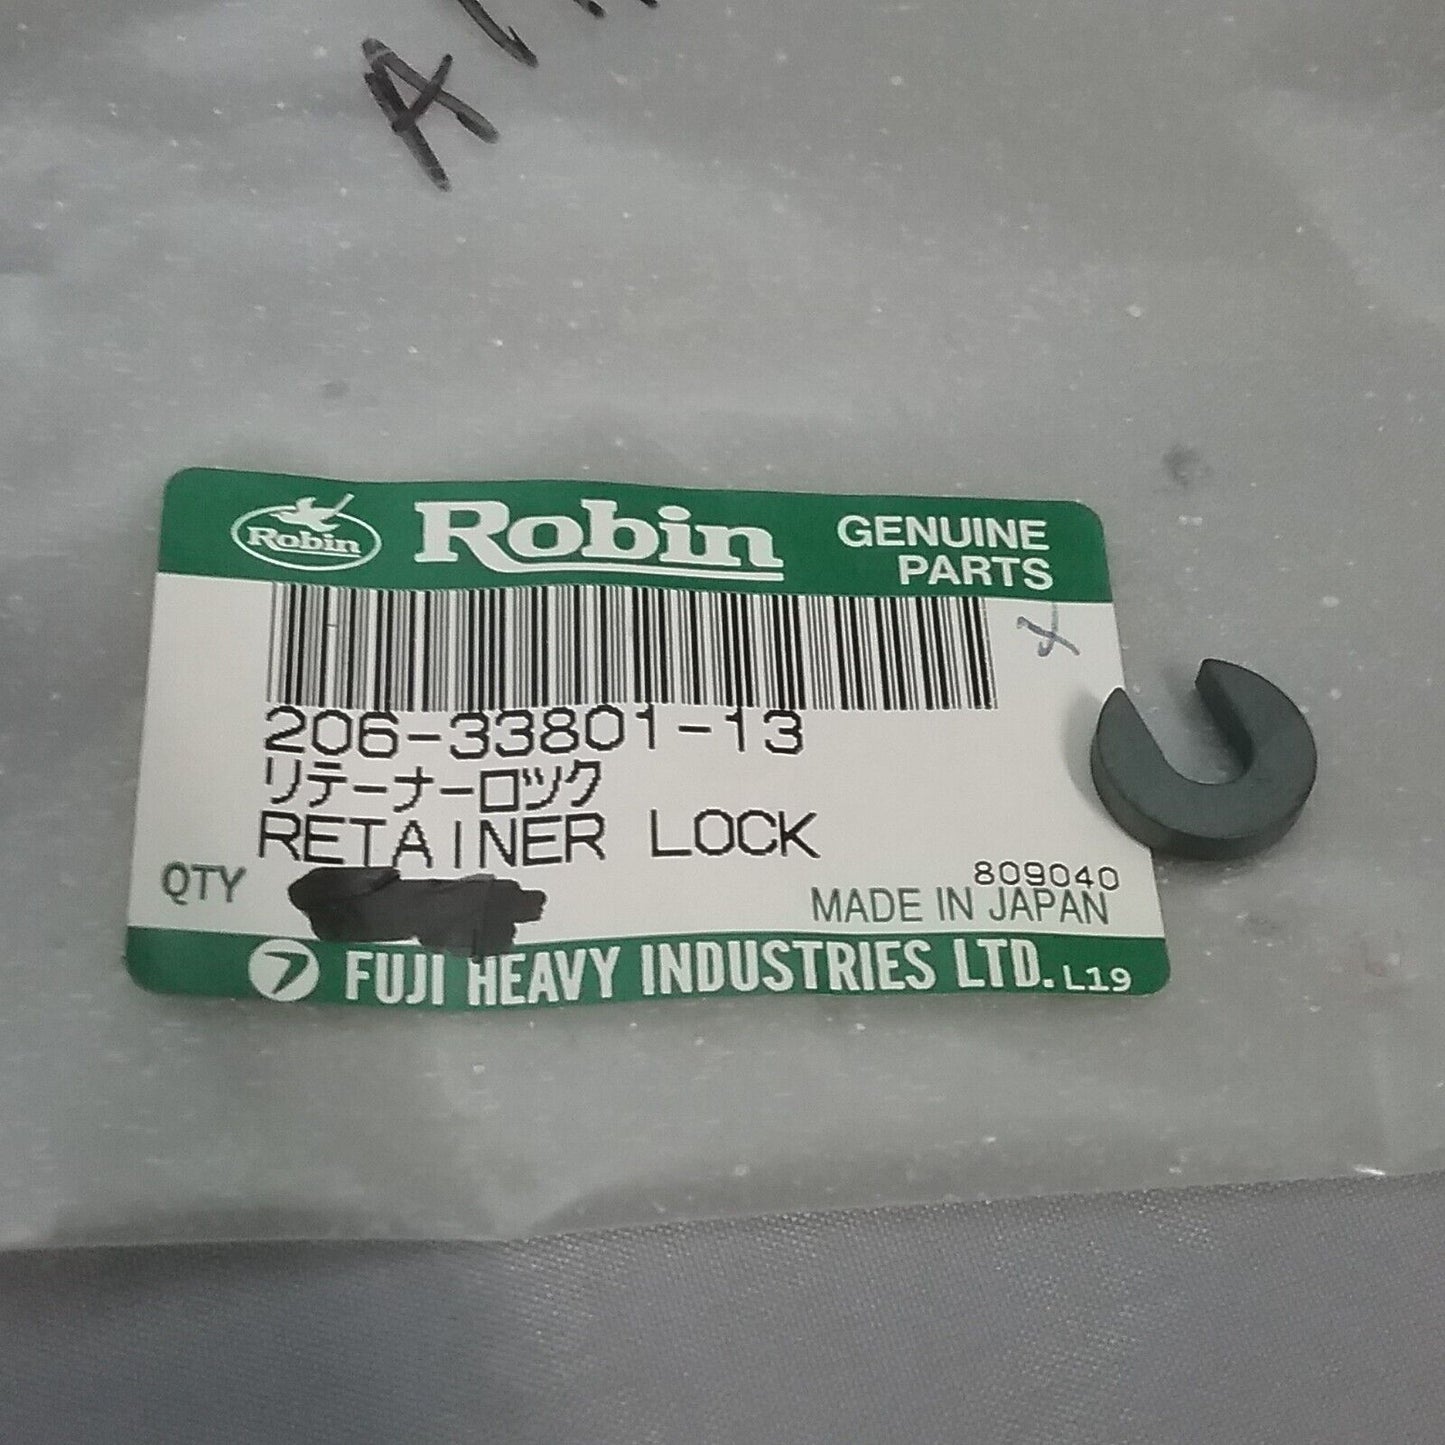 Robin
Robin
GENUINE
PARTS
206-33801-13
リテーナーロック
RETAINER LOCK
QTY
809040
MADE IN JAPAN
FUJI HEAVY INDUSTRIES LTD. L19